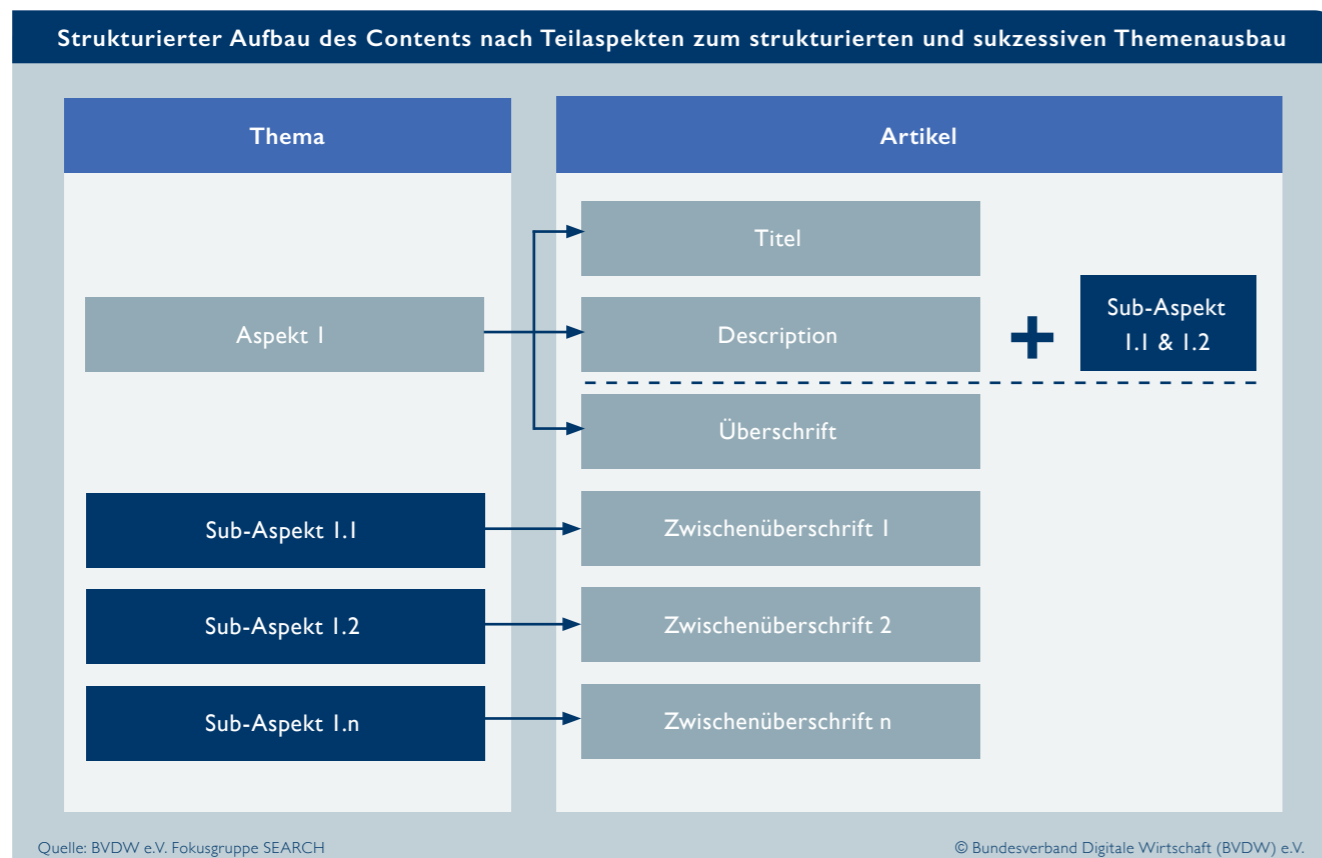 Strukturierter Aufbau des Contents nach Teilaspekten zum strukturierten und sukzessiven Themenausbau
Thema
Artikel
Aspekt 1
Titel
Description
Überschrift
+
Sub-Aspekt
1.1 & 1.2
Sub-Aspekt 1.1
Zwischenüberschrift 1
Sub-Aspekt 1.2
Zwischenüberschrift 2
Sub-Aspekt 1.n
Zwischenüberschrift n
Quelle: BVDW e.V. Fokusgruppe SEARCH
© Bundesverband Digitale Wirtschaft (BVDW) e.V.